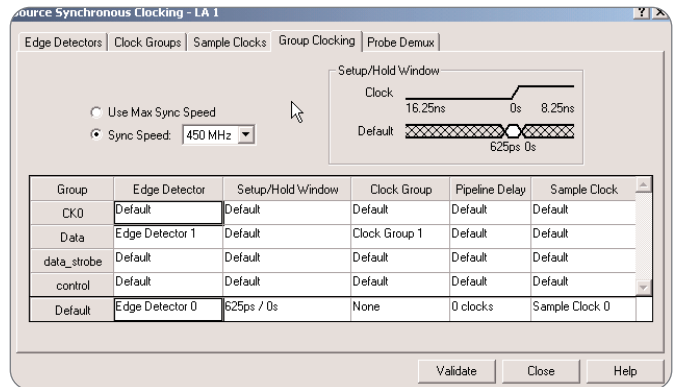 ource Synchronous Clocking - LA 1
Edge Detectors Clock Groups Sample Clocks Group Clocking Probe Demux
Setup/Hold Window
Clock
16.25ns 0s 8.25ns
Use Max Sync Speed
Sync Speed: 450 MHz
Default
625ps 0s
Group Edge Detector Setup/Hold Window Clock Group Pipeline Delay Sample Clock
CK0 Default Default Default Default Default
Data Edge Detector 1 Default Clock Group 1 Default Default
data_strobe Default Default Default Default Default
control Default Default Default Default Default
Default Edge Detector 0 625ps / 0s None 0 clocks Sample Clock 0
Validate Close Help